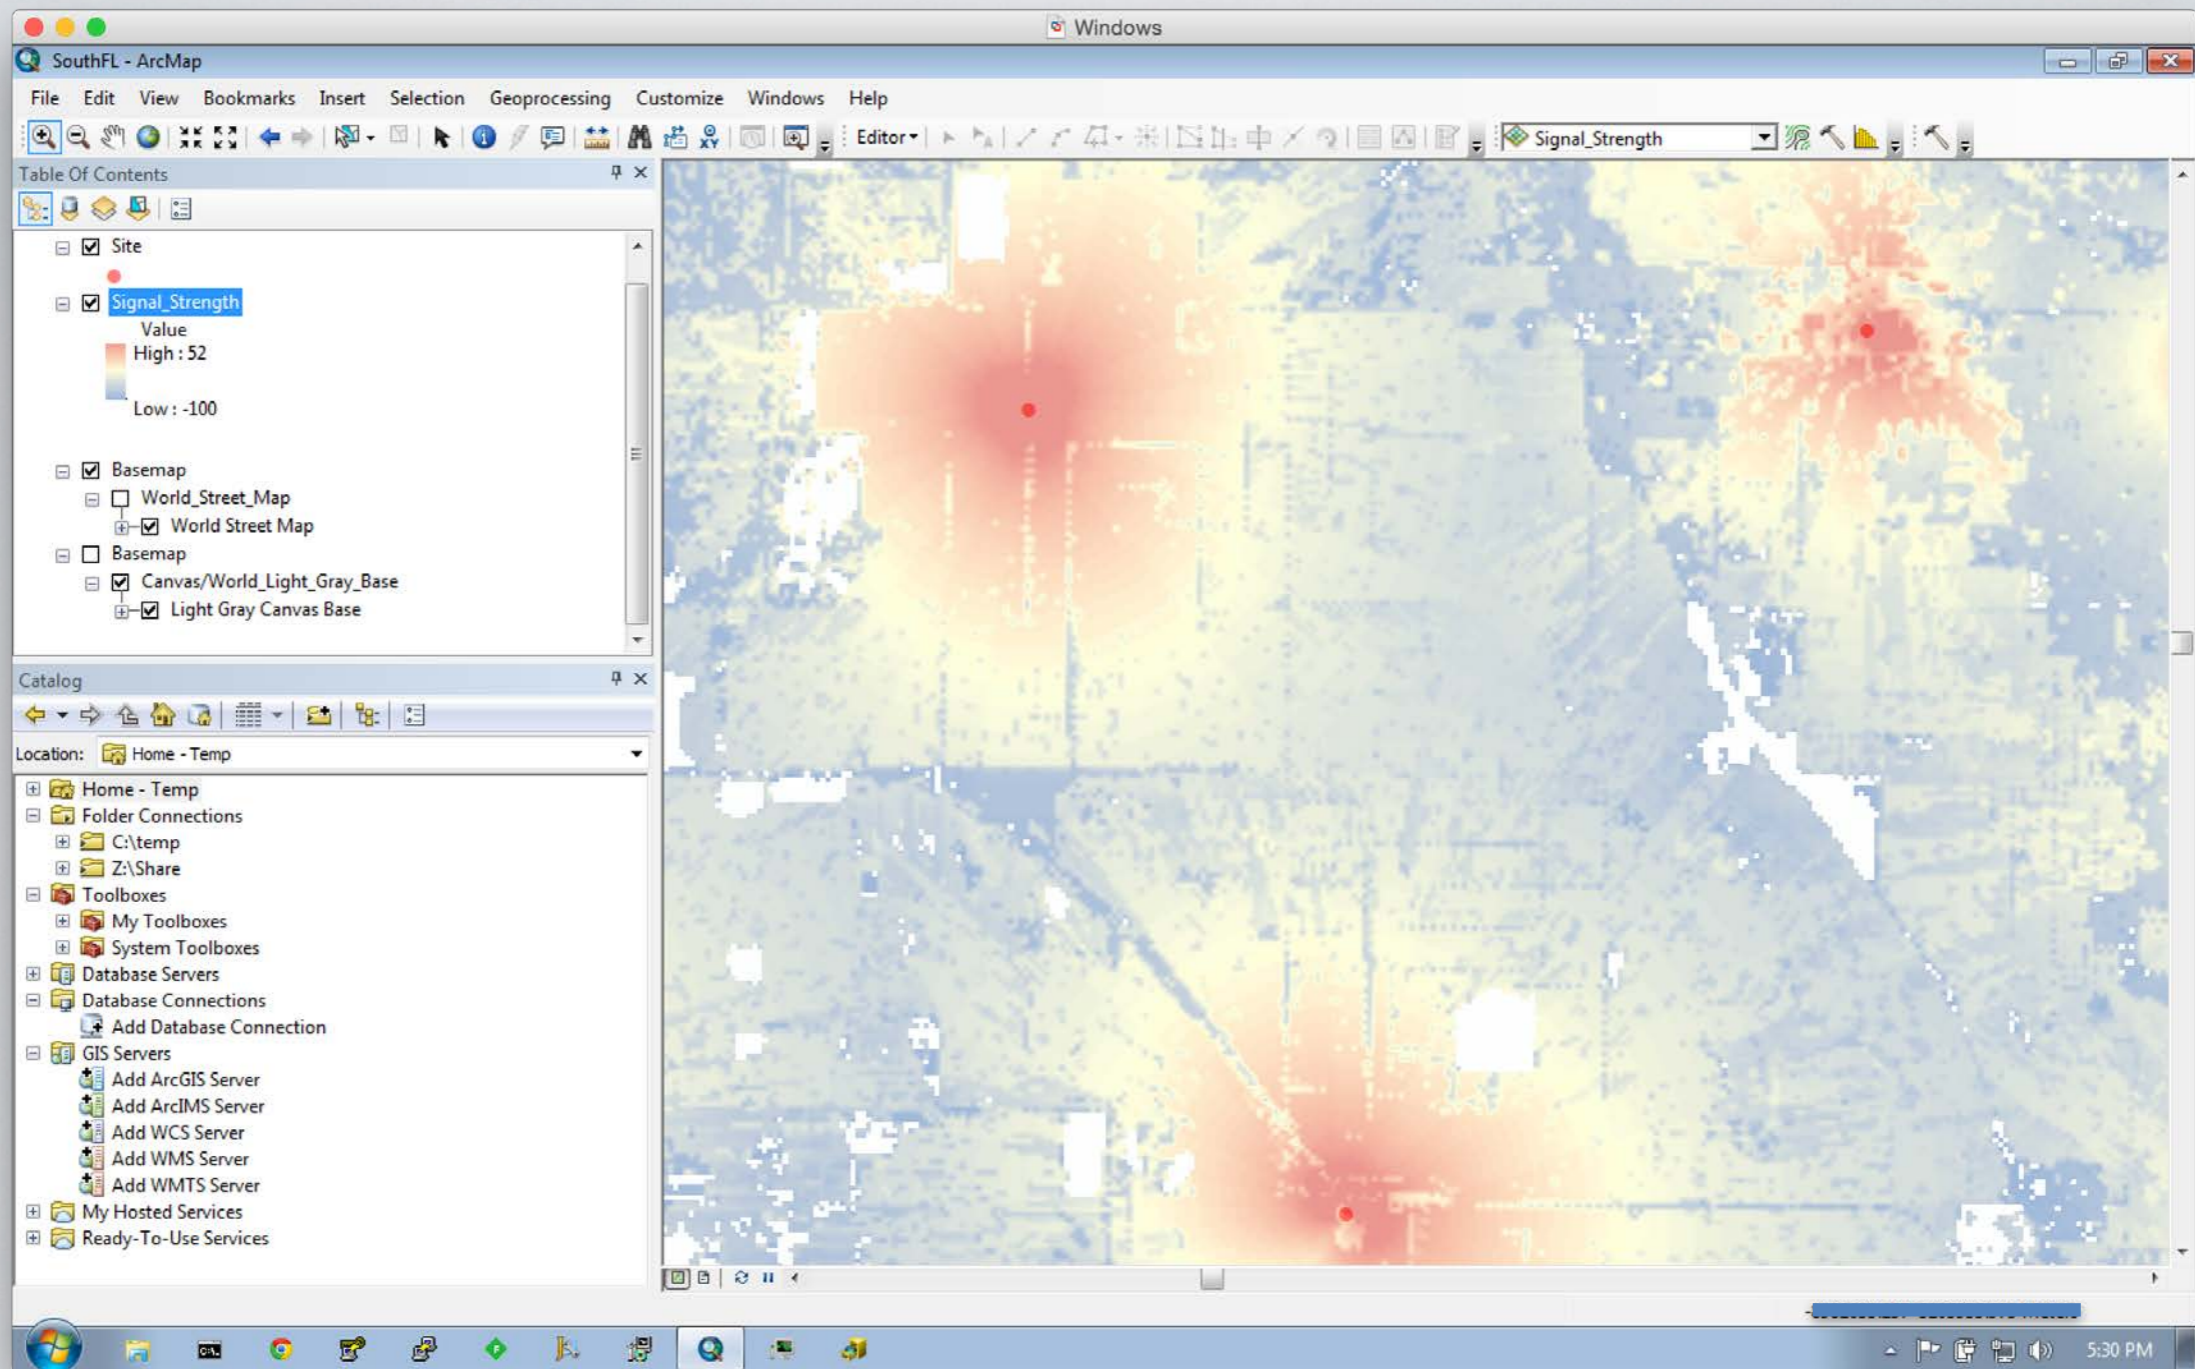 Windows
SouthFL - ArcMap
File Edit View Bookmarks Insert Selection Geoprocessing Customize Windows Help
Editor Signal_Strength
Table Of Contents
Site
Signal_Strength
Value
High : 52
Low : -100
Basemap
World_Street_Map
World Street Map
Basemap
Canvas/World_Light_Gray_Base
Light Gray Canvas Base
Catalog
Location: Home - Temp
Home - Temp
Folder Connections
C:\temp
Z:\Share
Toolboxes
My Toolboxes
System Toolboxes
Database Servers
Database Connections
Add Database Connection
GIS Servers
Add ArcGIS Server
Add ArcIMS Server
Add WCS Server
Add WMS Server
Add WMTS Server
My Hosted Services
Ready-To-Use Services
5:30 PM